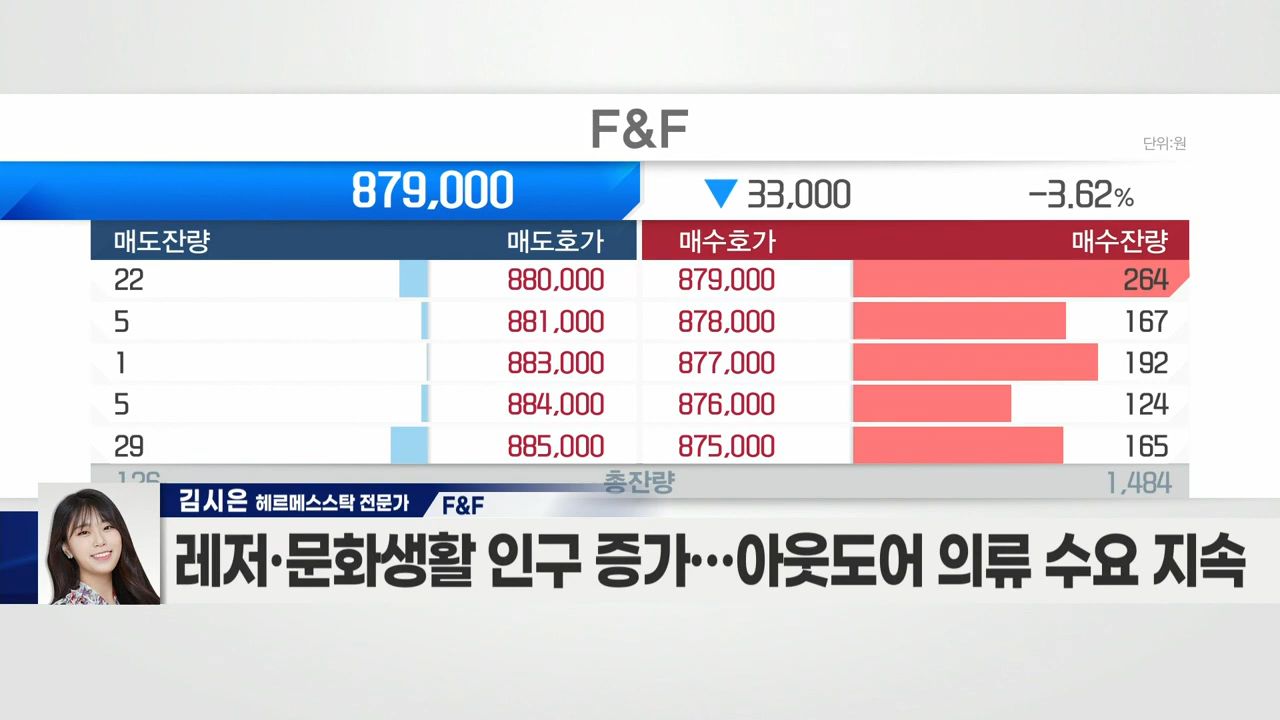 F&F
단위:원
879,000 ▼ 33,000 -3.62%
매도잔량 매도호가 매수호가 매수잔량
22 880,000 879,000 264
5 881,000 878,000 167
1 883,000 877,000 192
5 884,000 876,000 124
29 885,000 875,000 165
126 총잔량 1,484
김시은 헤르메스스탁 전문가 F&F
레저·문화생활 인구 증가…아웃도어 의류 수요 지속